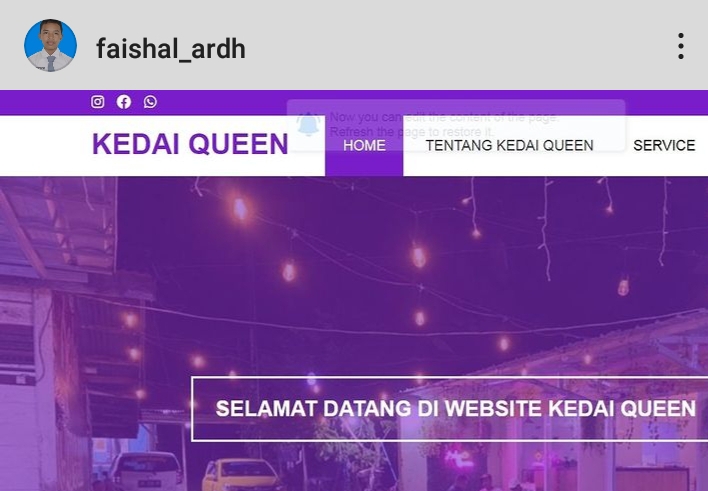 faishal_ardh
Now you can edit the content of the page.
Refresh the page to restore it.
KEDAI QUEEN
HOME
TENTANG KEDAI QUEEN
SERVICE
SELAMAT DATANG DI WEBSITE KEDAI QUEEN